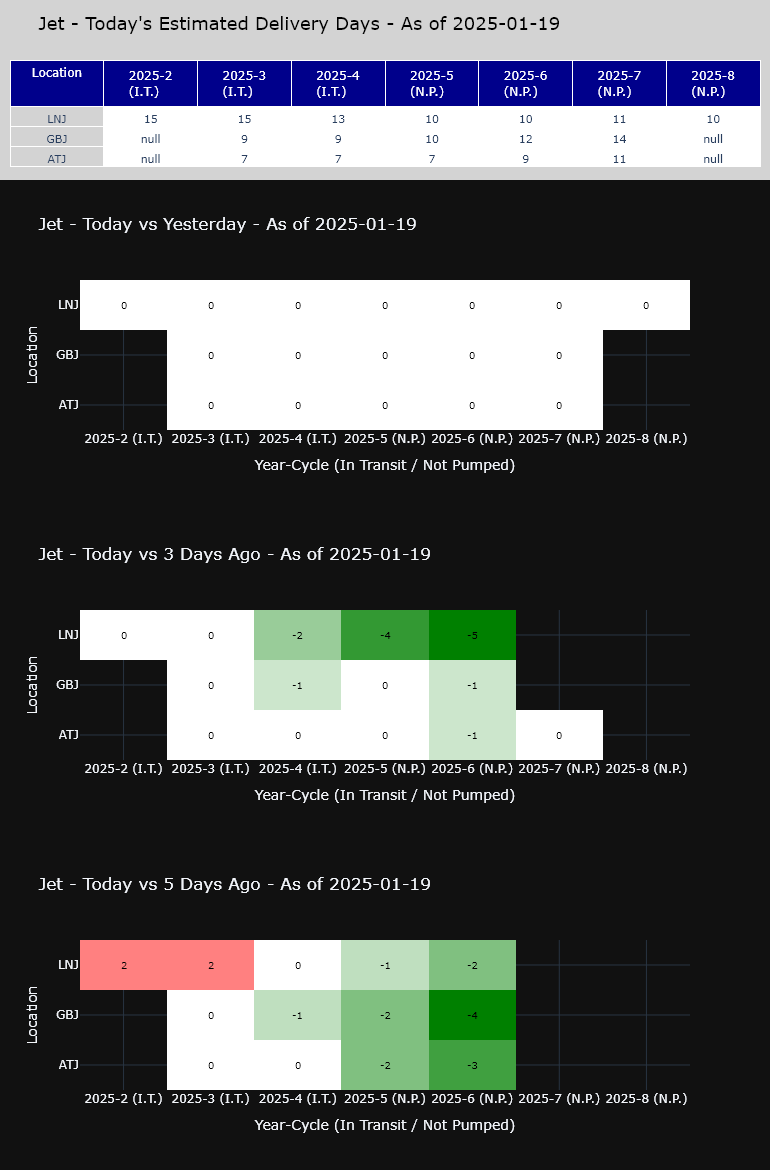 Jet - Today's Estimated Delivery Days - As of 2025-01-19
Location 2025-2 (I.T.) 2025-3 (I.T.) 2025-4 (I.T.) 2025-5 (N.P.) 2025-6 (N.P.) 2025-7 (N.P.) 2025-8 (N.P.)
LNJ 15 15 13 10 10 11 10
GBJ null 9 9 10 12 14 null
ATJ null 7 7 7 9 11 null
Jet - Today vs Yesterday - As of 2025-01-19
Location
LNJ 0 0 0 0 0 0 0
GBJ 0 0 0 0 0
ATJ 0 0 0 0 0
2025-2 (I.T.) 2025-3 (I.T.) 2025-4 (I.T.) 2025-5 (N.P.) 2025-6 (N.P.) 2025-7 (N.P.) 2025-8 (N.P.)
Year-Cycle (In Transit / Not Pumped)
Jet - Today vs 3 Days Ago - As of 2025-01-19
Location
LNJ 0 0 -2 -4 -5
GBJ 0 -1 0 -1
ATJ 0 0 0 -1 0
2025-2 (I.T.) 2025-3 (I.T.) 2025-4 (I.T.) 2025-5 (N.P.) 2025-6 (N.P.) 2025-7 (N.P.) 2025-8 (N.P.)
Year-Cycle (In Transit / Not Pumped)
Jet - Today vs 5 Days Ago - As of 2025-01-19
Location
LNJ 2 2 0 -1 -2
GBJ 0 -1 -2 -4
ATJ 0 0 -2 -3
2025-2 (I.T.) 2025-3 (I.T.) 2025-4 (I.T.) 2025-5 (N.P.) 2025-6 (N.P.) 2025-7 (N.P.) 2025-8 (N.P.)
Year-Cycle (In Transit / Not Pumped)